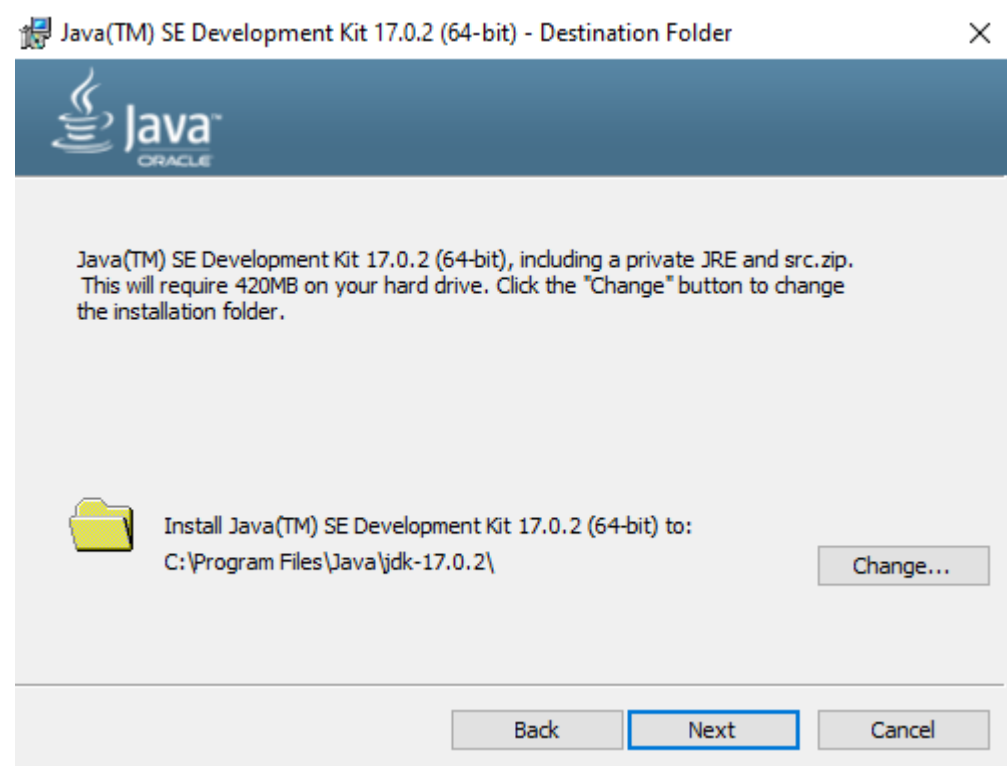 Java(TM) SE Development Kit 17.0.2 (64-bit) - Destination Folder
Java™
ORACLE
Java(TM) SE Development Kit 17.0.2 (64-bit), including a private JRE and src.zip.
This will require 420MB on your hard drive. Click the "Change" button to change
the installation folder.
Install Java(TM) SE Development Kit 17.0.2 (64-bit) to:
C:\Program Files\Java\jdk-17.0.2\
Change...
Back
Next
Cancel